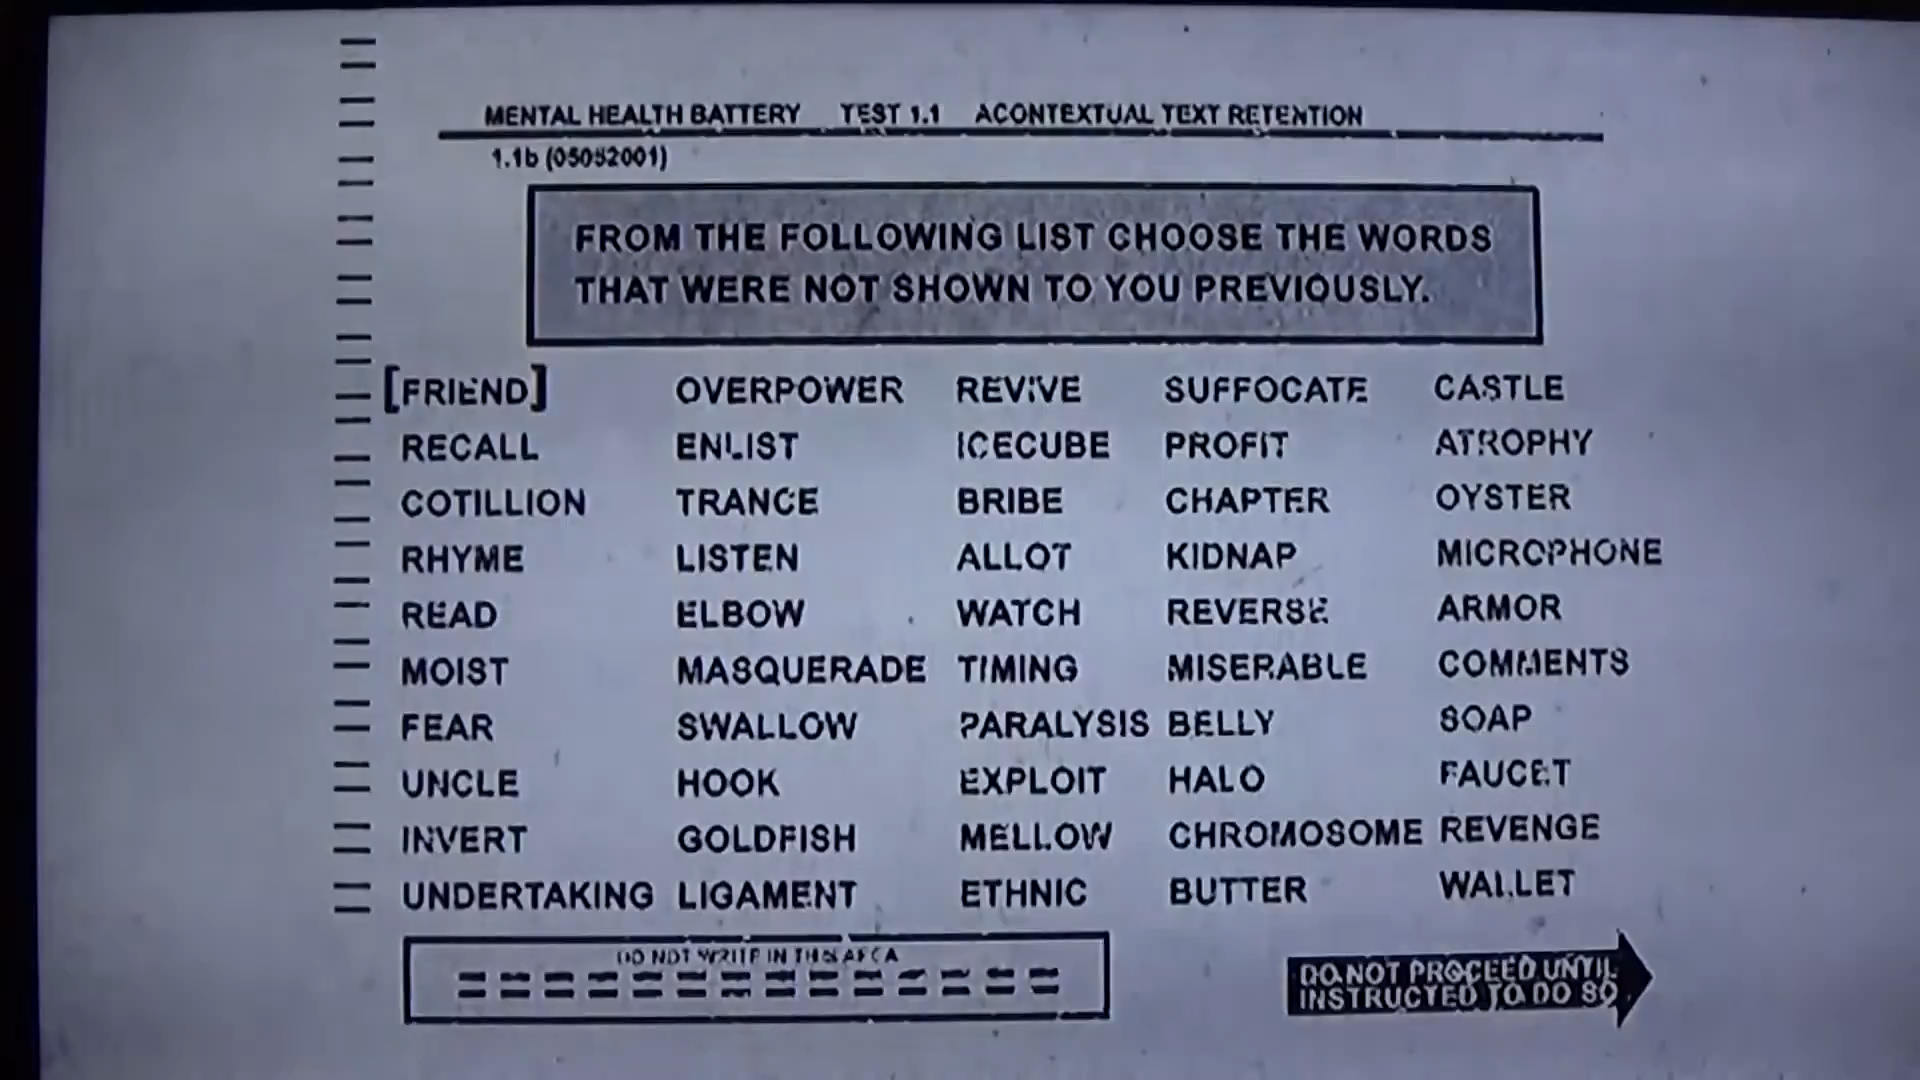 MENTAL HEALTH BATTERY TEST 1.1 ACONTEXTUAL TEXT RETENTION
1.1b (05052001)
FROM THE FOLLOWING LIST CHOOSE THE WORDS
THAT WERE NOT SHOWN TO YOU PREVIOUSLY.
[FRIEND] OVERPOWER REVIVE SUFFOCATE CASTLE
RECALL ENLIST ICECUBE PROFIT ATROPHY
COTILLION TRANCE BRIBE CHAPTER OYSTER
RHYME LISTEN ALLOT KIDNAP MICROPHONE
READ ELBOW WATCH REVERSE ARMOR
MOIST MASQUERADE TIMING MISERABLE COMMENTS
FEAR SWALLOW PARALYSIS BELLY SOAP
UNCLE HOOK EXPLOIT HALO FAUCET
INVERT GOLDFISH MELLOW CHROMOSOME REVENGE
UNDERTAKING LIGAMENT ETHNIC BUTTER WALLET
DO NOT WRITE IN THIS AREA
DO NOT PROCEED UNTIL
INSTRUCTED TO DO SO